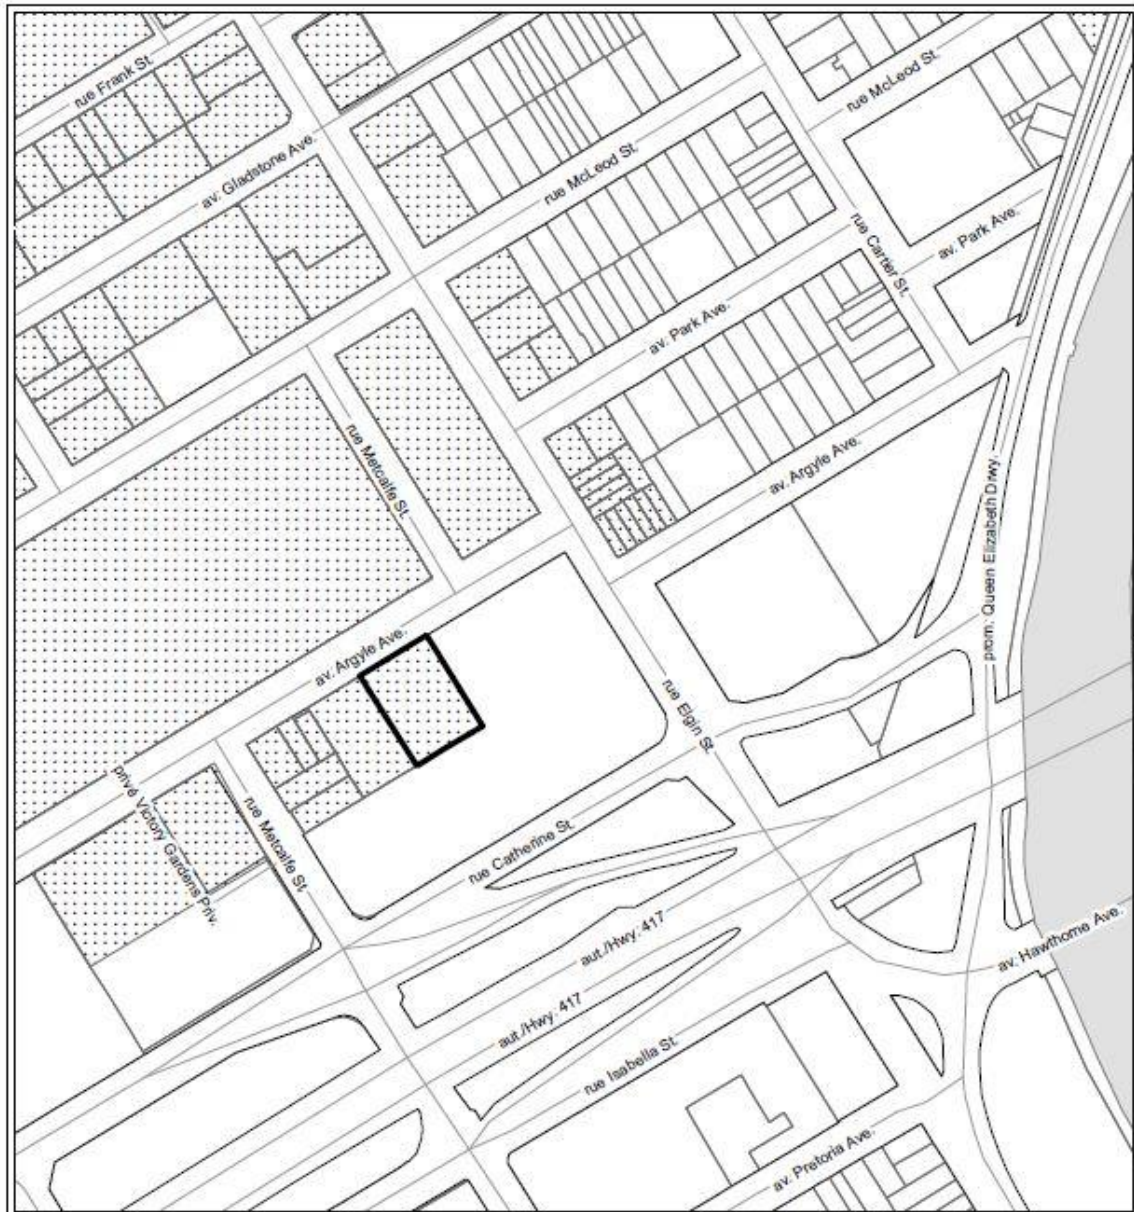 rue Frank St.
rue McLeod St.
av. Gladstone Ave.
rue McLeod St.
av. Park Ave.
rue Cartier St.
av. Park Ave.
rue Metcalfe St.
av. Argyle Ave.
prom. Queen Elizabeth Drwy.
av. Argyle Ave.
rue Elgin St.
privé Victory Gardens Priv.
rue Metcalfe St.
rue Catherine St.
aut./Hwy. 417
av. Hawthorne Ave.
aut./Hwy. 417
rue Isabella St.
av. Pretoria Ave.